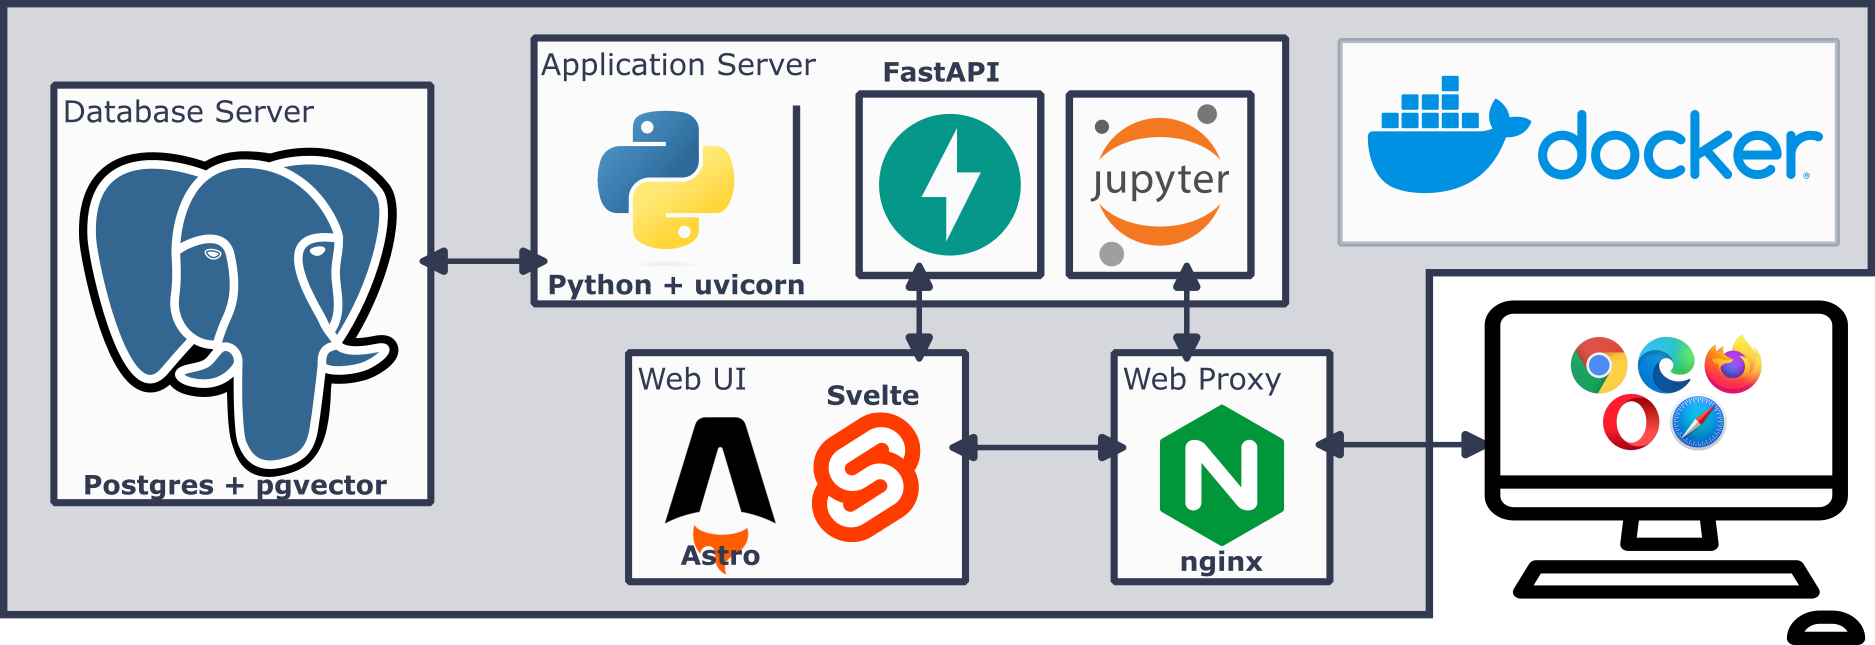 Database Server
Postgres + pgvector
Application Server
Python + uvicorn
FastAPI
jupyter
docker
®
Web UI
Svelte
Astro
Web Proxy
N
nginx